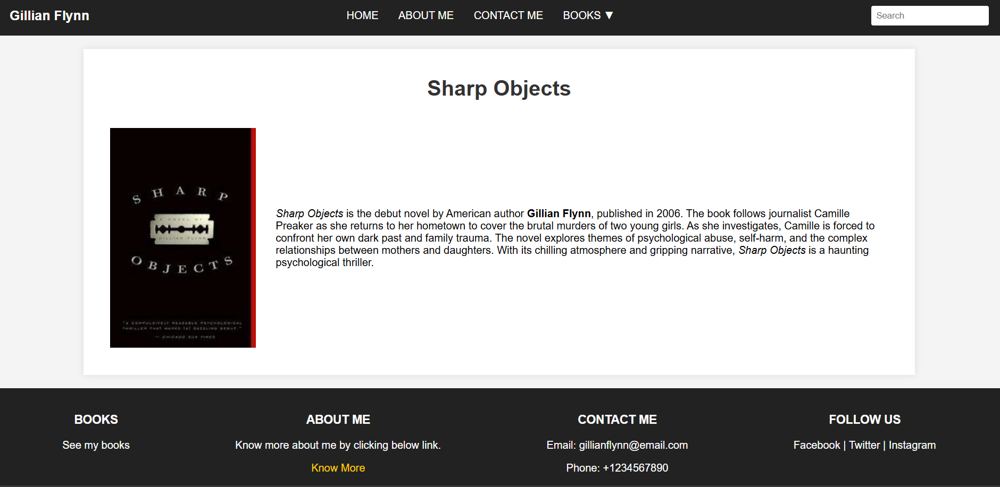 Gillian Flynn
HOME ABOUT ME CONTACT ME BOOKS ▼
Search
Sharp Objects
SHARP
A NOVEL BY
GILLIAN FLYNN
OBJECTS
"A COMPULSIVELY READABLE PSYCHOLOGICAL
THRILLER THAT MARKS [A] DAZZLING DEBUT."
— CHICAGO SUN TIMES
Sharp Objects is the debut novel by American author Gillian Flynn, published in 2006. The book follows journalist Camille
Preaker as she returns to her hometown to cover the brutal murders of two young girls. As she investigates, Camille is forced to
confront her own dark past and family trauma. The novel explores themes of psychological abuse, self-harm, and the complex
relationships between mothers and daughters. With its chilling atmosphere and gripping narrative, Sharp Objects is a haunting
psychological thriller.
BOOKS
See my books
ABOUT ME
Know more about me by clicking below link.
Know More
CONTACT ME
Email: gillianflynn@email.com
Phone: +1234567890
FOLLOW US
Facebook | Twitter | Instagram